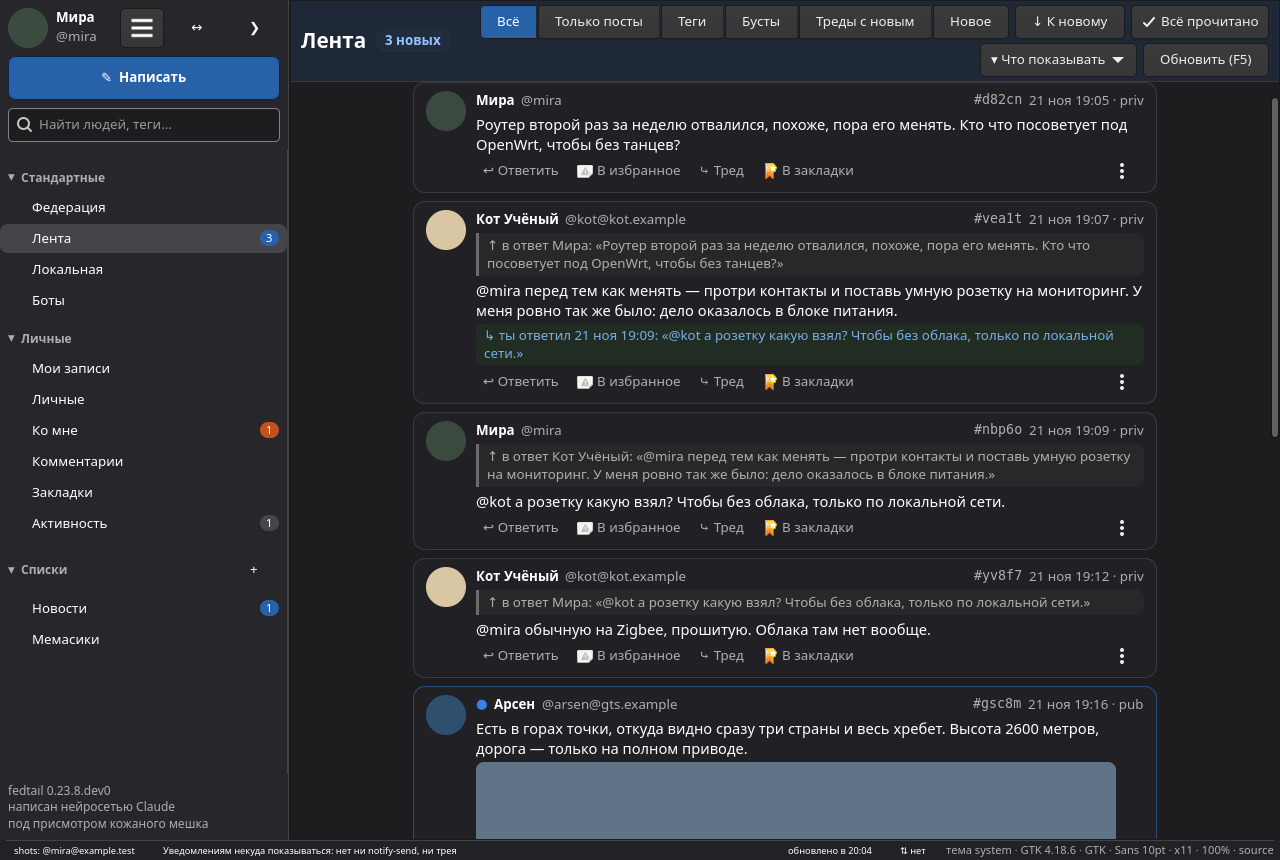 Мира
@mira
✎ Написать
Найти людей, теги...
▾ Стандартные
Федерация
Лента 3
Локальная
Боты
▾ Личные
Мои записи
Личные
Ко мне 1
Комментарии
Закладки
Активность 1
▾ Списки +
Новости 1
Мемасики
fedtail 0.23.8.dev0
написан нейросетью Claude
под присмотром кожаного мешка
Лента 3 новых
Всё Только посты Теги Бусты Треды с новым Новое ↓ К новому ✓ Всё прочитано
▾ Что показывать Обновить (F5)
Мира @mira #d82cn 21 ноя 19:05 · priv
Роутер второй раз за неделю отвалился, похоже, пора его менять. Кто что посоветует под
OpenWrt, чтобы без танцев?
↩ Ответить В избранное ⤷ Тред В закладки
Кот Учёный @kot@kot.example #vea1t 21 ноя 19:07 · priv
↑ в ответ Мира: «Роутер второй раз за неделю отвалился, похоже, пора его менять. Кто что
посоветует под OpenWrt, чтобы без танцев?»
@mira перед тем как менять — протри контакты и поставь умную розетку на мониторинг. У
меня ровно так же было: дело оказалось в блоке питания.
↳ ты ответил 21 ноя 19:09: «@kot а розетку какую взял? Чтобы без облака, только по локальной
сети.»
↩ Ответить В избранное ⤷ Тред В закладки
Мира @mira #nbp6o 21 ноя 19:09 · priv
↑ в ответ Кот Учёный: «@mira перед тем как менять — протри контакты и поставь умную розетку
на мониторинг. У меня ровно так же было: дело оказалось в блоке питания.»
@kot а розетку какую взял? Чтобы без облака, только по локальной сети.
↩ Ответить В избранное ⤷ Тред В закладки
Кот Учёный @kot@kot.example #yv8f7 21 ноя 19:12 · priv
↑ в ответ Мира: «@kot а розетку какую взял? Чтобы без облака, только по локальной сети.»
@mira обычную на Zigbee, прошитую. Облака там нет вообще.
↩ Ответить В избранное ⤷ Тред В закладки
Арсен @arsen@gts.example #gsc8m 21 ноя 19:16 · pub
Есть в горах точки, откуда видно сразу три страны и весь хребет. Высота 2600 метров,
дорога — только на полном приводе.
shots: @mira@example.test Уведомлениям некуда показываться: нет ни notify-send, ни трея обновлено в 20:04 ⇅ нет тема system · GTK 4.18.6 · GTK · Sans 10pt · x11 · 100% · source